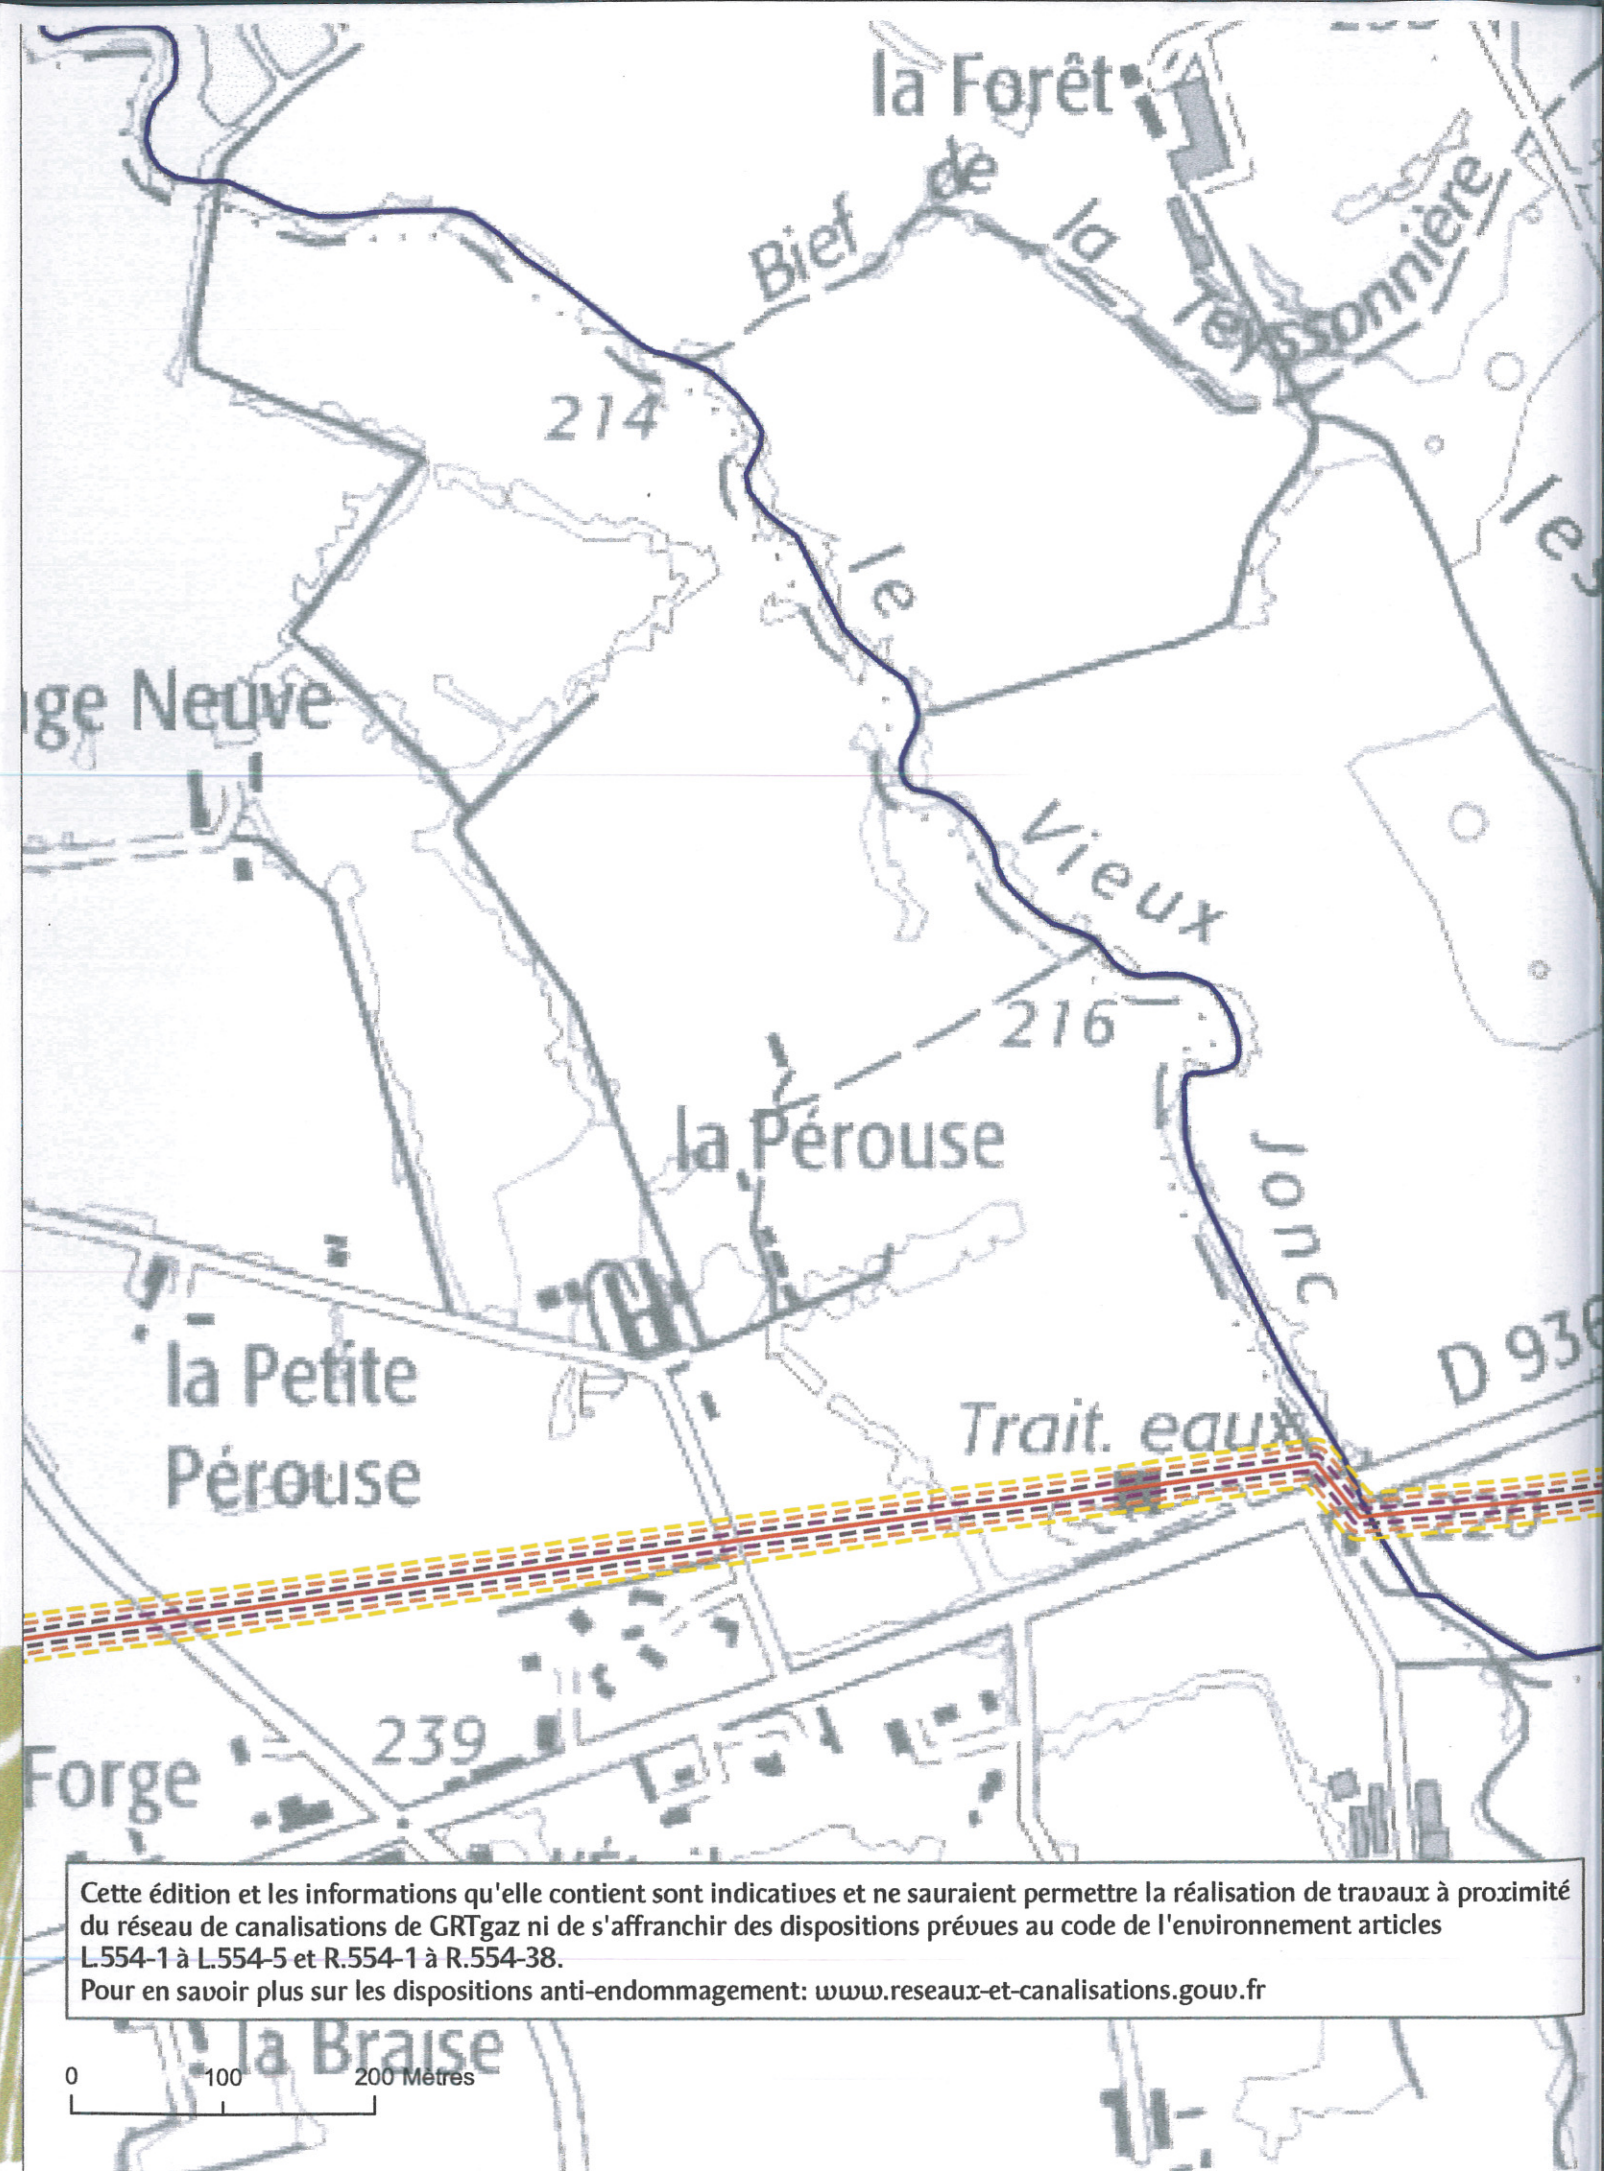 la Forêt
Bief de la Teyssonnière
214
le Vieux Jonc
les
ge Neuve
216
la Pérouse
la Petite
Pérouse
Trait. eaux
D 936
220
239
Forge
Cette édition et les informations qu'elle contient sont indicatives et ne sauraient permettre la réalisation de travaux à proximité
du réseau de canalisations de GRTgaz ni de s'affranchir des dispositions prévues au code de l'environnement articles
L.554-1 à L.554-5 et R.554-1 à R.554-38.
Pour en savoir plus sur les dispositions anti-endommagement: www.reseaux-et-canalisations.gouv.fr
la Braise
0 100 200 Mètres